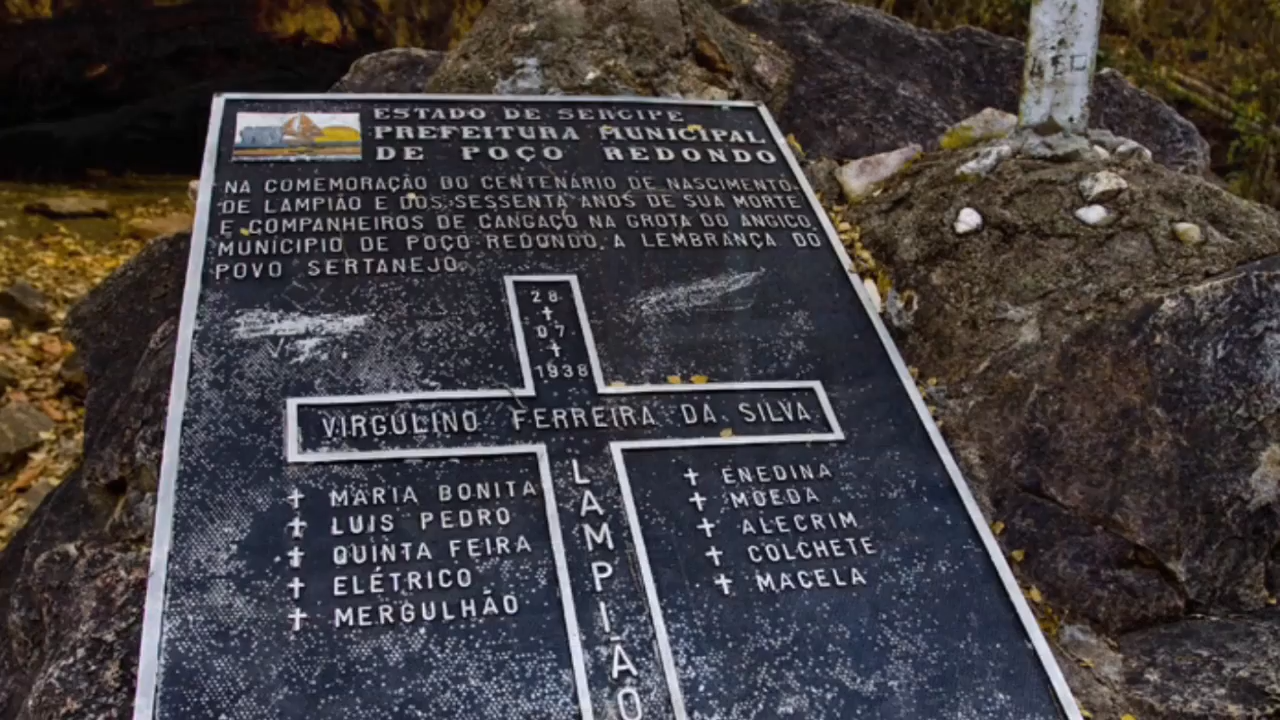 ESTADO DE SERGIPE
PREFEITURA MUNICIPAL
DE POÇO REDONDO
NA COMEMORAÇÃO DO CENTENÁRIO DE NASCIMENTO
DE LAMPIÃO E DOS SESSENTA ANOS DE SUA MORTE
E COMPANHEIROS DE CANGAÇO NA GROTA DO ANGICO,
MUNICIPIO DE POÇO REDONDO, A LEMBRANÇA DO
POVO SERTANEJO.
28
07
1938
VIRGULINO FERREIRA DA SILVA
LAMPIÃO
MARIA BONITA
LUIS PEDRO
QUINTA FEIRA
ELÉTRICO
MERGULHÃO
ENEDINA
MOEDA
ALECRIM
COLCHETE
MACELA